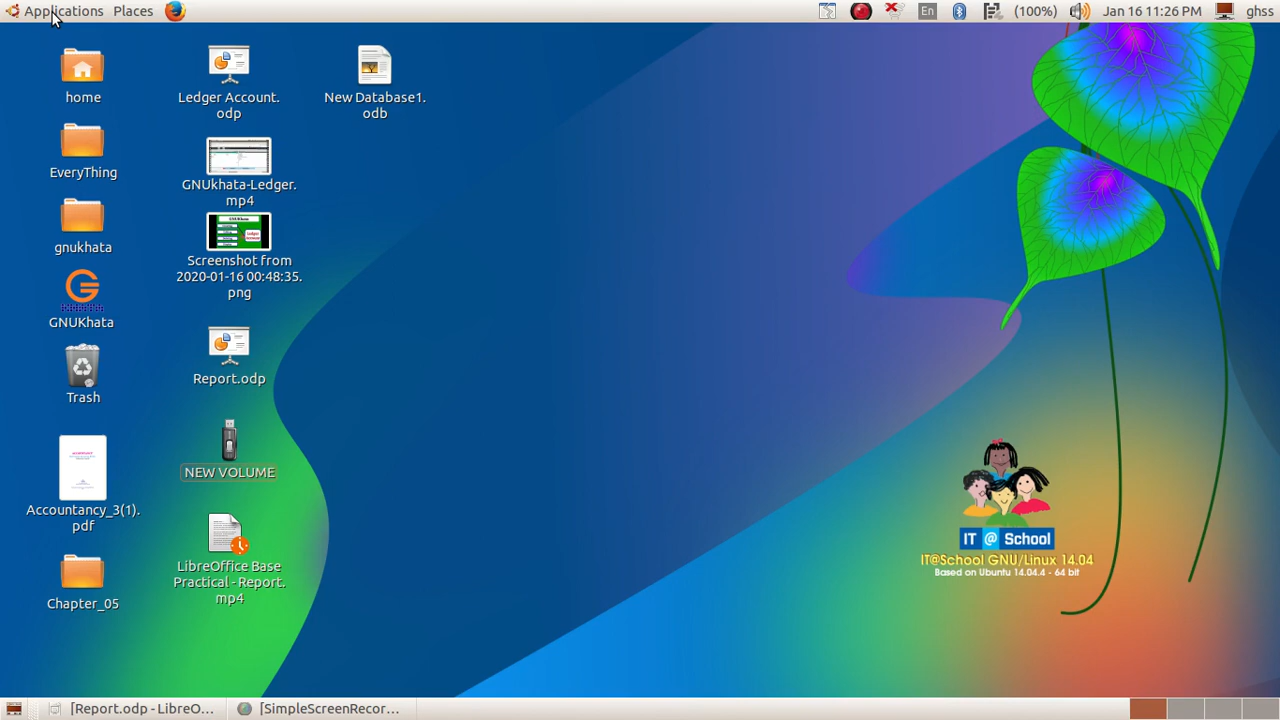 Applications Places En (100%) Jan 16 11:26 PM ghss
home
EveryThing
gnukhata
GNUKhata
Trash
Accountancy_3(1).
pdf
Chapter_05
Ledger Account.
odp
GNUkhata-Ledger.
mp4
Screenshot from
2020-01-16 00:48:35.
png
Report.odp
NEW VOLUME
LibreOffice Base
Practical - Report.
mp4
New Database1.
odb
IT @ School
IT@School GNU/Linux 14.04
Based on Ubuntu 14.04.4 - 64 bit
[Report.odp - LibreO... [SimpleScreenRecor...